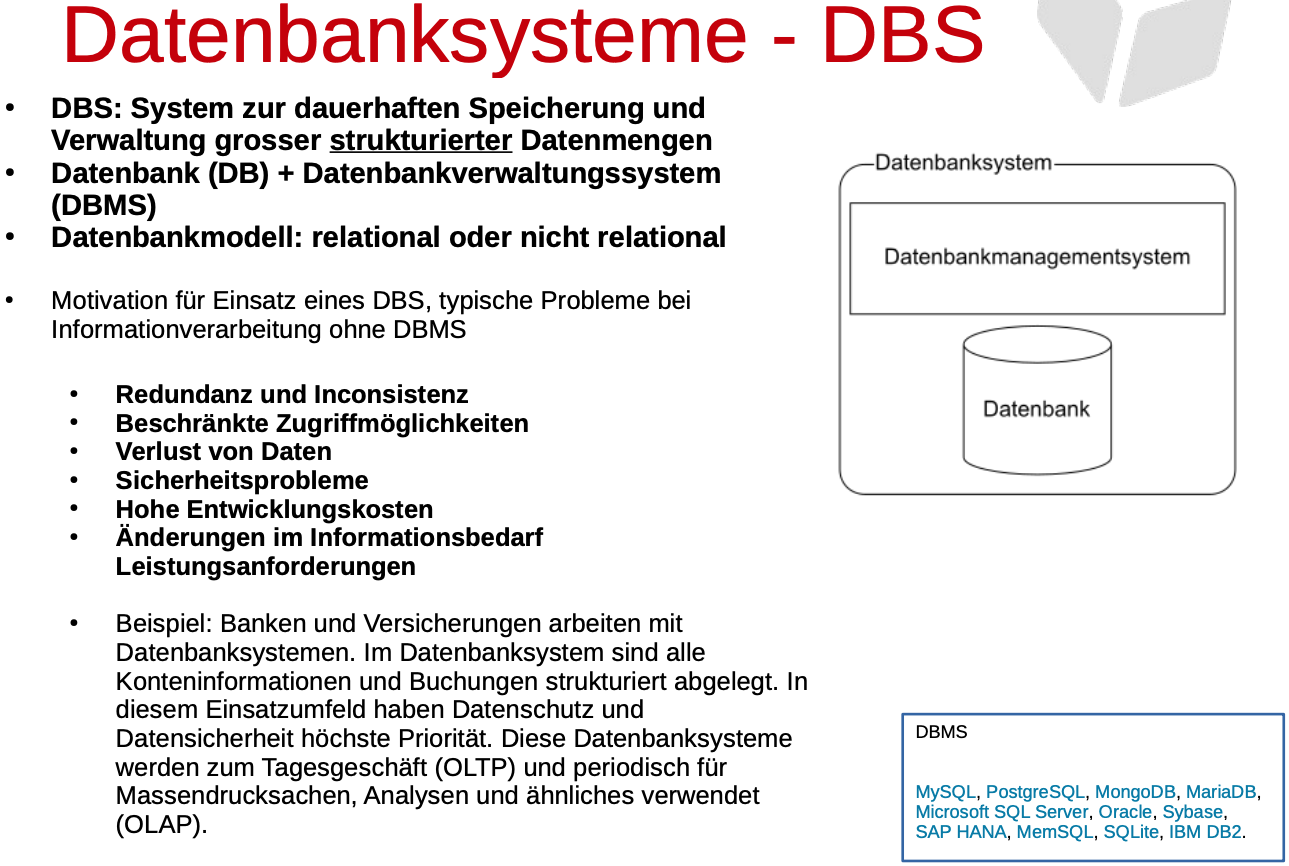 Datenbanksysteme - DBS
• DBS: System zur dauerhaften Speicherung und
Verwaltung grosser strukturierter Datenmengen
• Datenbank (DB) + Datenbankverwaltungssystem
(DBMS)
• Datenbankmodell: relational oder nicht relational
• Motivation für Einsatz eines DBS, typische Probleme bei
Informationverarbeitung ohne DBMS
• Redundanz und Inconsistenz
• Beschränkte Zugriffmöglichkeiten
• Verlust von Daten
• Sicherheitsprobleme
• Hohe Entwicklungskosten
• Änderungen im Informationsbedarf
Leistungsanforderungen
• Beispiel: Banken und Versicherungen arbeiten mit
Datenbanksystemen. Im Datenbanksystem sind alle
Konteninformationen und Buchungen strukturiert abgelegt. In
diesem Einsatzumfeld haben Datenschutz und
Datensicherheit höchste Priorität. Diese Datenbanksysteme
werden zum Tagesgeschäft (OLTP) und periodisch für
Massendrucksachen, Analysen und ähnliches verwendet
(OLAP).
Datenbanksystem
Datenbankmanagementsystem
Datenbank
DBMS
MySQL, PostgreSQL, MongoDB, MariaDB,
Microsoft SQL Server, Oracle, Sybase,
SAP HANA, MemSQL, SQLite, IBM DB2.